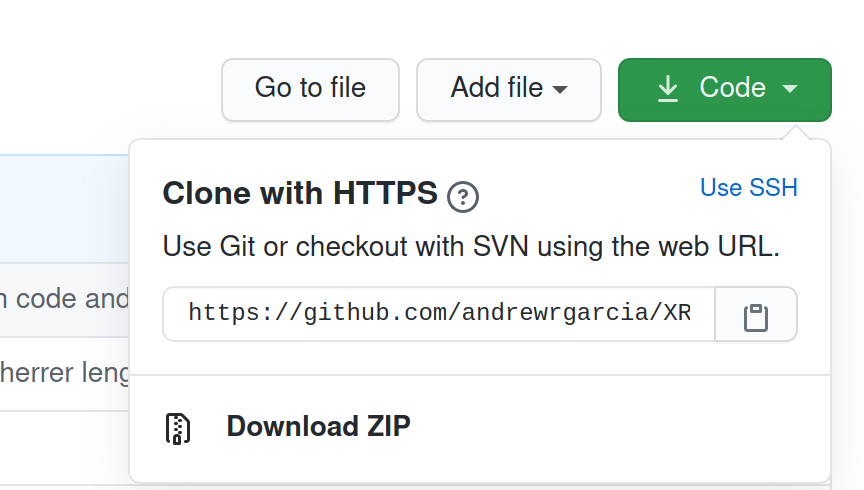 Go to file
Add file
Code
Clone with HTTPS
Use SSH
Use Git or checkout with SVN using the web URL.
code and
https://github.com/andrewrgarcia/XR
herrer leng
Download ZIP